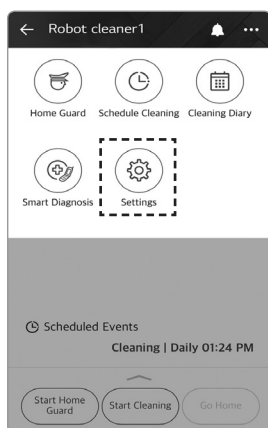 Robot cleaner1
Home Guard Schedule Cleaning Cleaning Diary
Smart Diagnosis Settings
Scheduled Events
Cleaning | Daily 01:24 PM
Start Home
Guard
Start Cleaning
Go Home